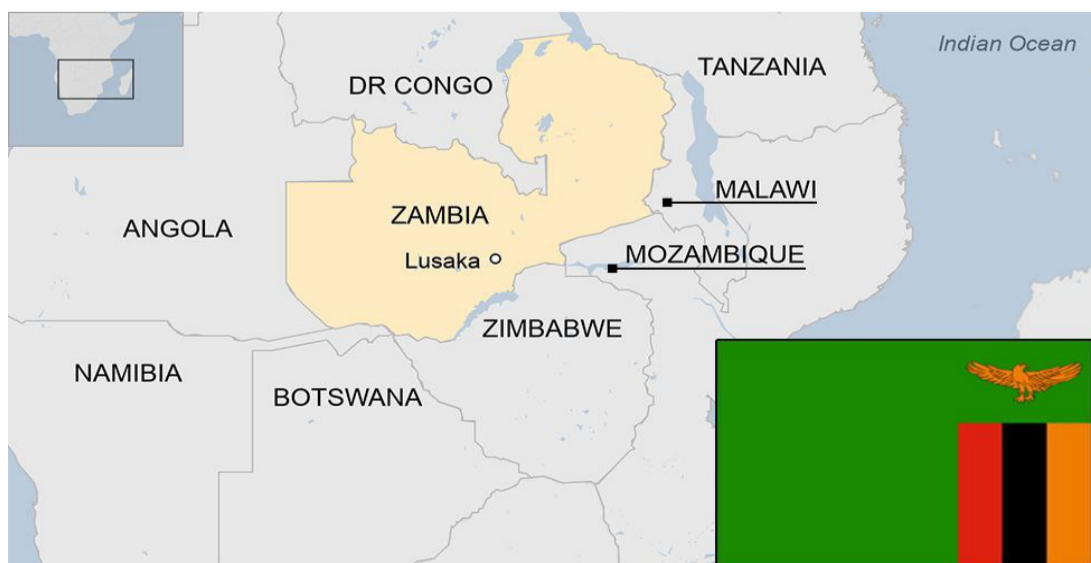 Indian Ocean
TANZANIA
DR CONGO
MALAWI
ZAMBIA
ANGOLA
MOZAMBIQUE
Lusaka
ZIMBABWE
NAMIBIA
BOTSWANA